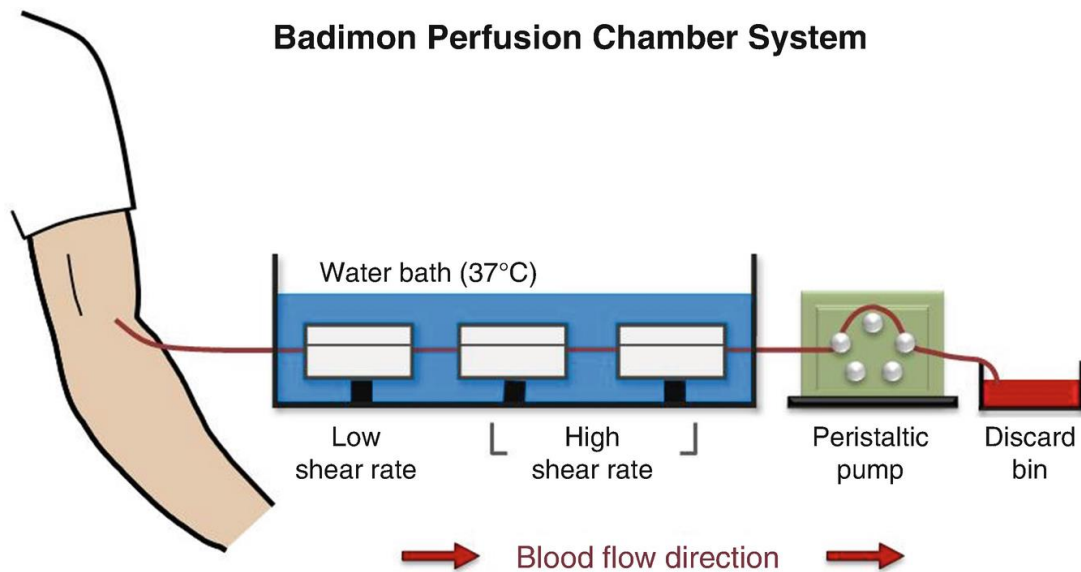 Badimon Perfusion Chamber System
Water bath (37°C)
Low
shear rate
High
shear rate
Peristaltic
pump
Discard
bin
Blood flow direction